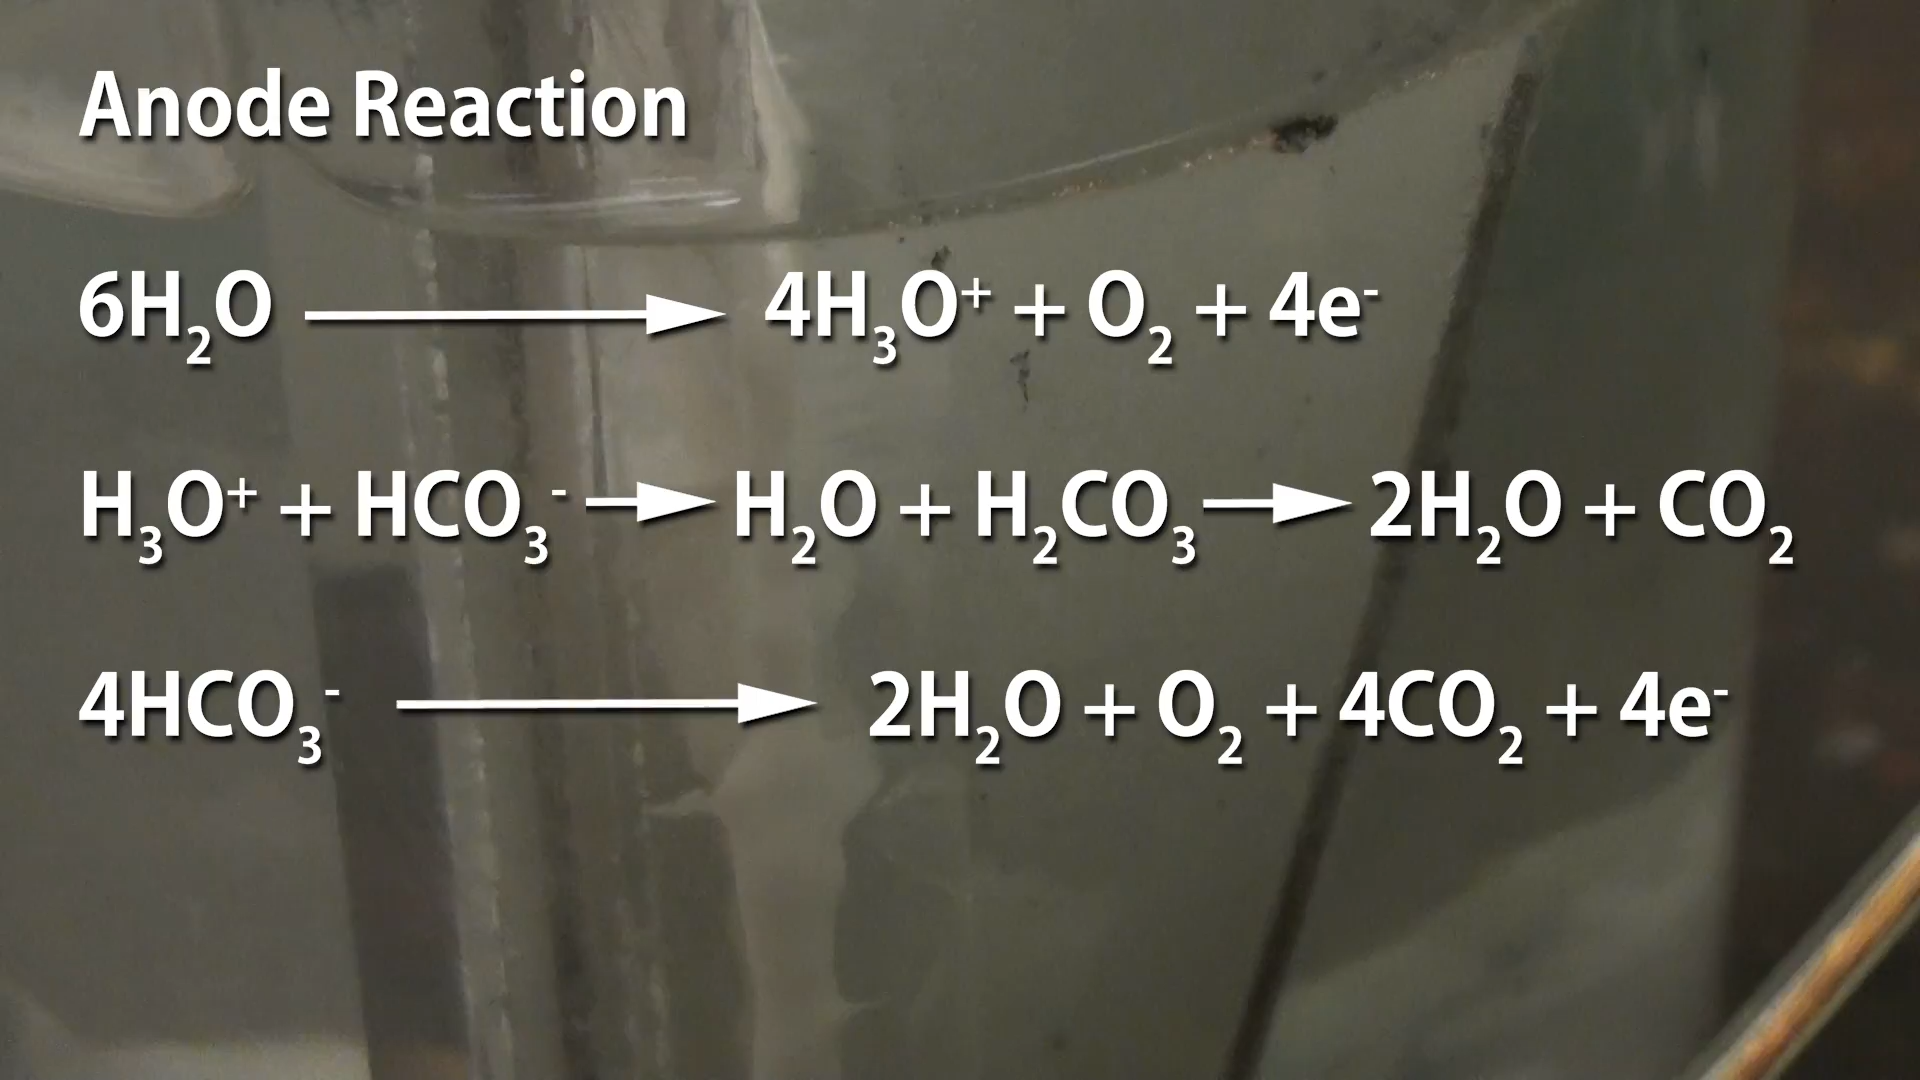 Anode Reaction
6H₂O → 4H₃O⁺ + O₂ + 4e⁻
H₃O⁺ + HCO₃⁻ → H₂O + H₂CO₃ → 2H₂O + CO₂
4HCO₃⁻ → 2H₂O + O₂ + 4CO₂ + 4e⁻